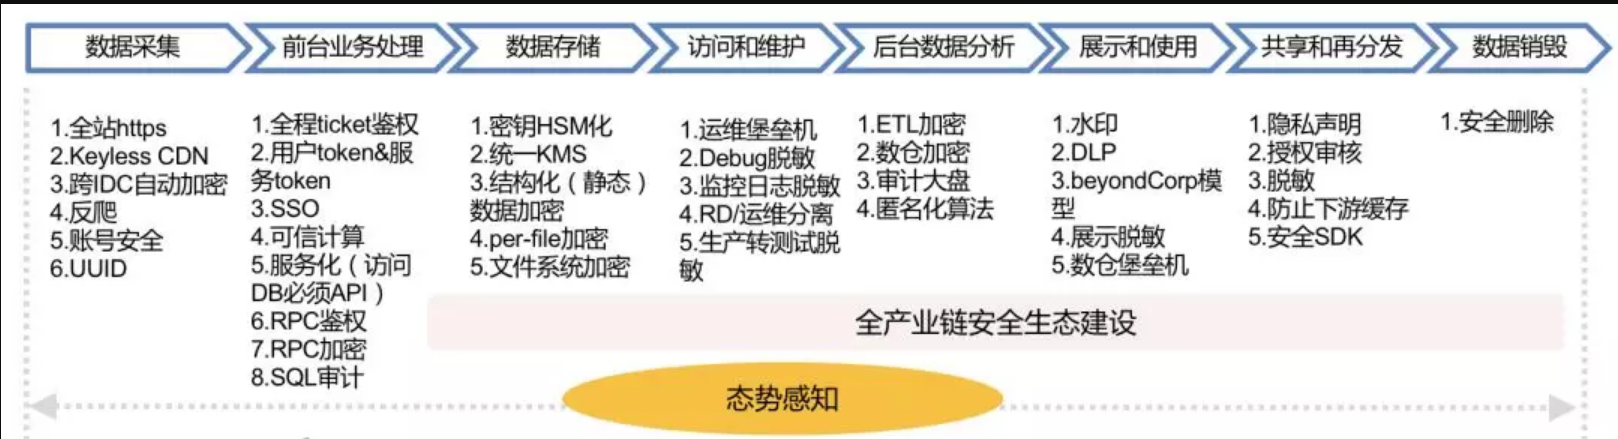 数据采集
前台业务处理
数据存储
访问和维护
后台数据分析
展示和使用
共享和再分发
数据销毁
1.全站https
2.Keyless CDN
3.跨IDC自动加密
4.反爬
5.账号安全
6.UUID
1.全程ticket鉴权
2.用户token&服
务token
3.SSO
4.可信计算
5.服务化（访问
DB必须API）
6.RPC鉴权
7.RPC加密
8.SQL审计
1.密钥HSM化
2.统一KMS
3.结构化（静态）
数据加密
4.per-file加密
5.文件系统加密
1.运维堡垒机
2.Debug脱敏
3.监控日志脱敏
4.RD/运维分离
5.生产转测试脱
敏
1.ETL加密
2.数仓加密
3.审计大盘
4.匿名化算法
1.水印
2.DLP
3.beyondCorp模
型
4.展示脱敏
5.数仓堡垒机
1.隐私声明
2.授权审核
3.脱敏
4.防止下游缓存
5.安全SDK
1.安全删除
全产业链安全生态建设
态势感知